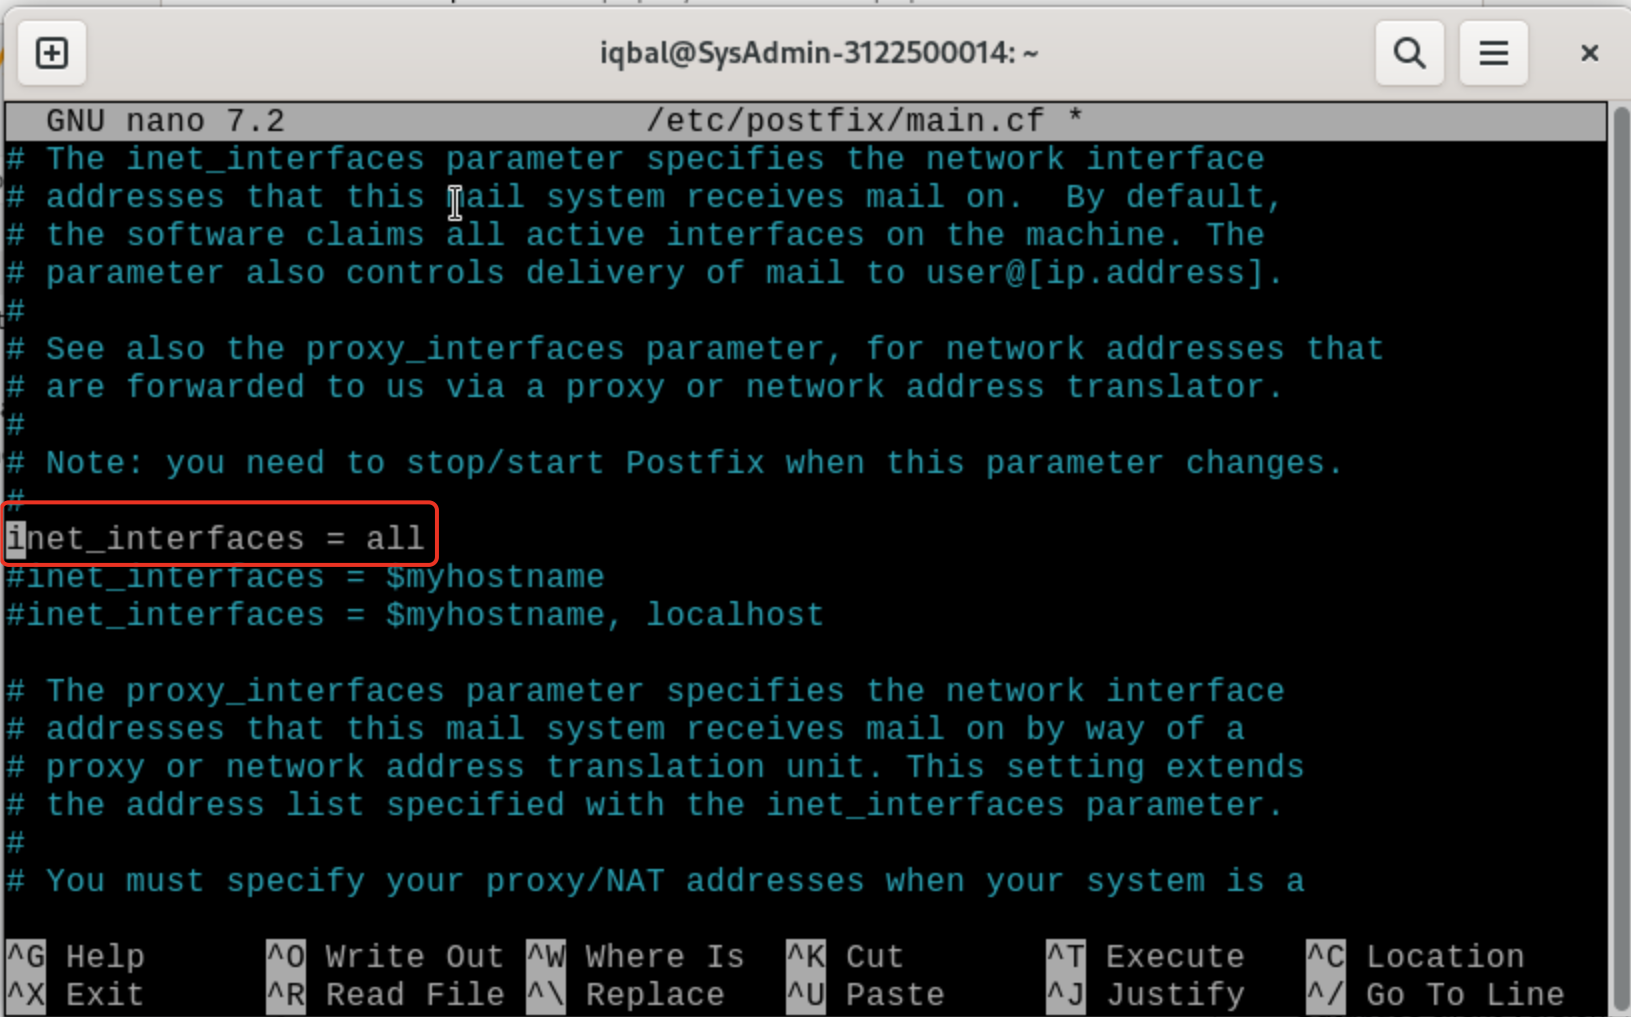 iqbal@SysAdmin-3122500014: ~
GNU nano 7.2 /etc/postfix/main.cf *
# The inet_interfaces parameter specifies the network interface
# addresses that this mail system receives mail on.  By default,
# the software claims all active interfaces on the machine. The
# parameter also controls delivery of mail to user@[ip.address].
#
# See also the proxy_interfaces parameter, for network addresses that
# are forwarded to us via a proxy or network address translator.
#
# Note: you need to stop/start Postfix when this parameter changes.
#
inet_interfaces = all
#inet_interfaces = $myhostname
#inet_interfaces = $myhostname, localhost
# The proxy_interfaces parameter specifies the network interface
# addresses that this mail system receives mail on by way of a
# proxy or network address translation unit. This setting extends
# the address list specified with the inet_interfaces parameter.
#
# You must specify your proxy/NAT addresses when your system is a
^G Help ^O Write Out ^W Where Is ^K Cut ^T Execute ^C Location
^X Exit ^R Read File ^\ Replace ^U Paste ^J Justify ^/ Go To Line